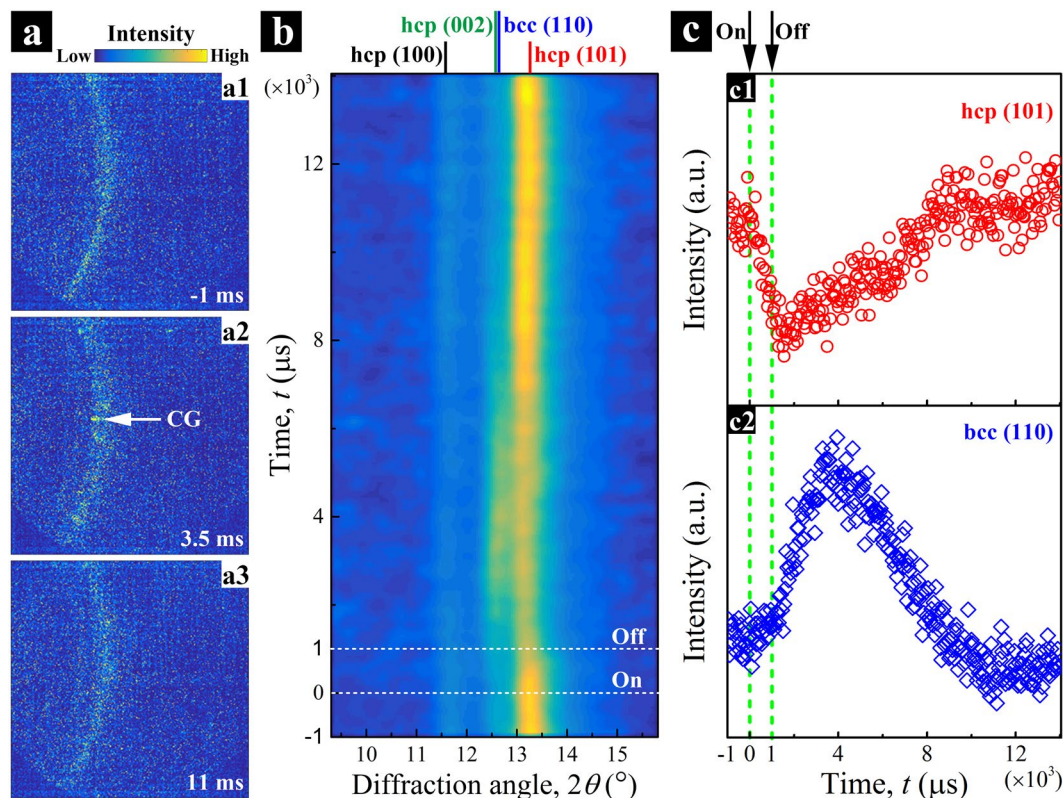 a
Intensity
Low
High
a1
-1 ms
a2
CG
3.5 ms
a3
11 ms
b
hcp (002)
bcc (110)
hcp (100)
hcp (101)
(×10³)
12
8
4
1
0
-1
Time, t (μs)
Off
On
10
11
12
13
14
15
Diffraction angle, 2θ (°)
c
On
Off
c1
hcp (101)
Intensity (a.u.)
c2
bcc (110)
Intensity (a.u.)
-1 0 1 4 8 12
Time, t (μs)
(×10³)